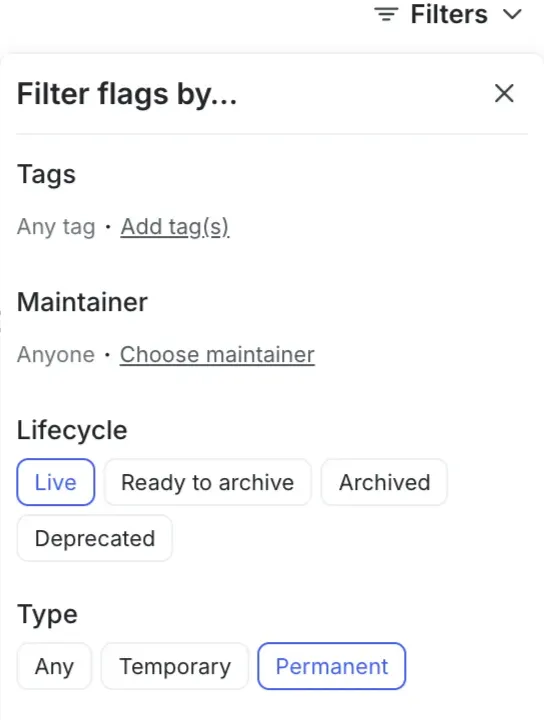 Filters
Filter flags by...
Tags
Any tag • Add tag(s)
Maintainer
Anyone • Choose maintainer
Lifecycle
Live Ready to archive Archived
Deprecated
Type
Any Temporary Permanent